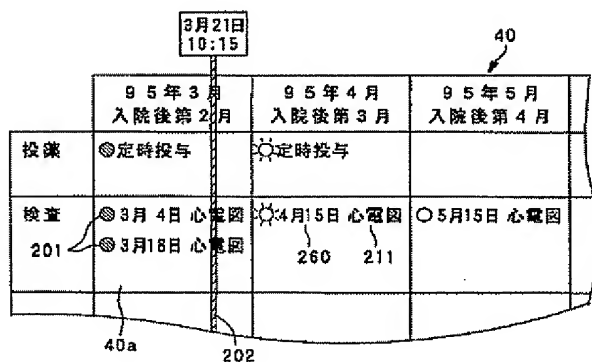 3月21日
10:15
40
95年3月
入院後第2月
95年4月
入院後第3月
95年5月
入院後第4月
投薬
定時投与
定時投与
検査
3月 4日 心電図
3月18日 心電図
4月15日 心電図
5月15日 心電図
201
260
211
40a
202